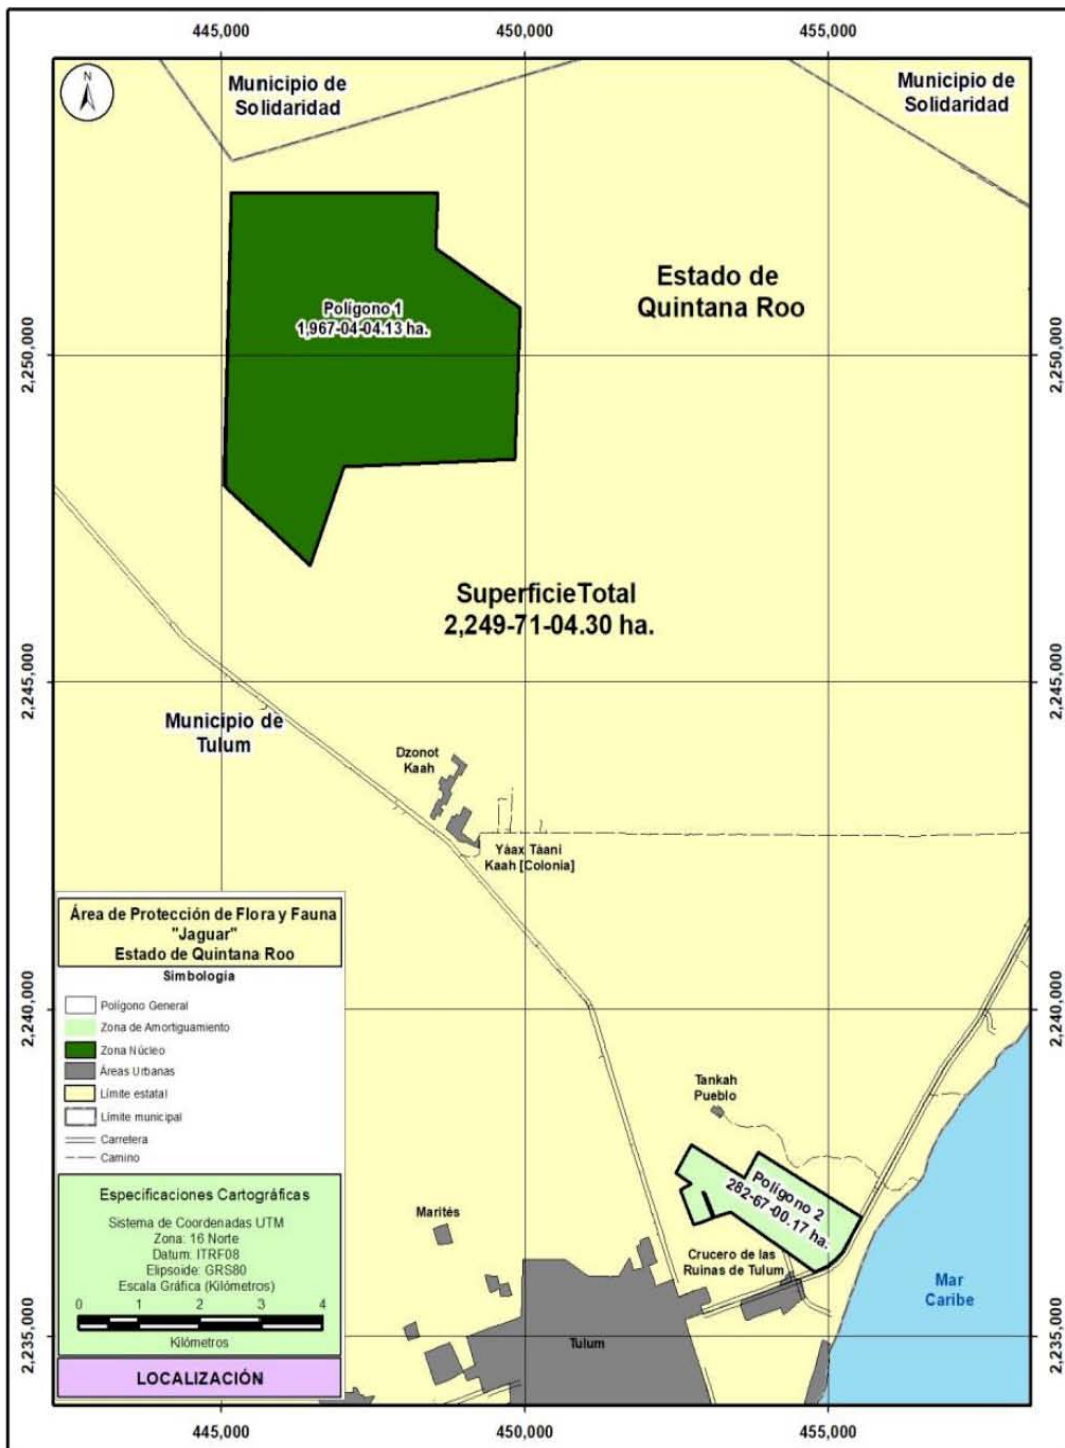 445,000
450,000
455,000
N
Municipio de
Solidaridad
Municipio de
Solidaridad
Estado de
Quintana Roo
Polígono 1
1,967-04-04.13 ha.
2,250,000
2,250,000
Superficie Total
2,249-71-04.30 ha.
2,245,000
2,245,000
Municipio de
Tulum
Dzonot
Kaah
Yáax Táani
Kaah [Colonia]
Área de Protección de Flora y Fauna
"Jaguar"
Estado de Quintana Roo
Simbología
Polígono General
Zona de Amortiguamiento
Zona Núcleo
Áreas Urbanas
Límite estatal
Límite municipal
Carretera
Camino
2,240,000
2,240,000
Tankah
Pueblo
Polígono 2
282-67-00.17 ha.
Marités
Crucero de las
Ruinas de Tulum
Mar
Caribe
Tulum
Especificaciones Cartográficas
Sistema de Coordenadas UTM
Zona: 16 Norte
Datum: ITRF08
Elipsoide: GRS80
Escala Gráfica (Kilómetros)
0 1 2 3 4
Kilómetros
LOCALIZACIÓN
2,235,000
2,235,000
445,000
450,000
455,000